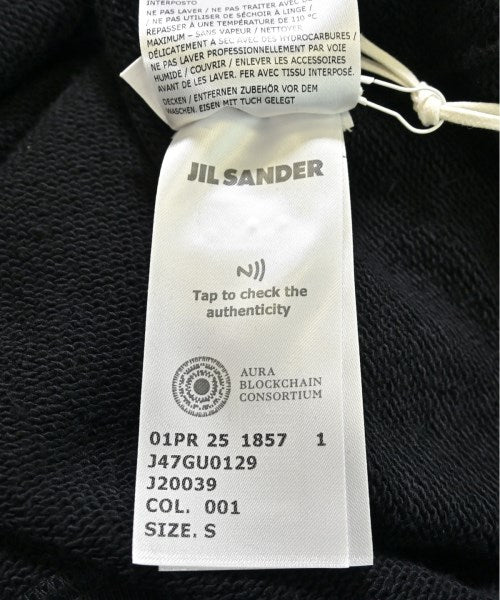 INTERPOSTO
NE PAS LAVER / NE PAS TRAITER AVEC DU
/ NE PAS UTILISER DE SÉCHOIR À LINGE /
REPASSER À UNE TEMPÉRATURE DE 110 °C
MAXIMUM – SANS VAPEUR / NETTOYER
DÉLICATEMENT À SEC AVEC DES HYDROCARBURES /
NE PAS LAVER PROFESSIONNELLEMENT PAR VOIE
HUMIDE / COUVRIR / ENLEVER LES ACCESSOIRES
AVANT DE LES LAVER. FER AVEC TISSU INTERPOSÉ.
DECKEN / ENTFERNEN ZUBEHÖR VOR DEM
WASCHEN. EISEN MIT TUCH GELEGT
JIL SANDER
Tap to check the
authenticity
AURA
BLOCKCHAIN
CONSORTIUM
01PR 25 1857 1
J47GU0129
J20039
COL. 001
SIZE. S